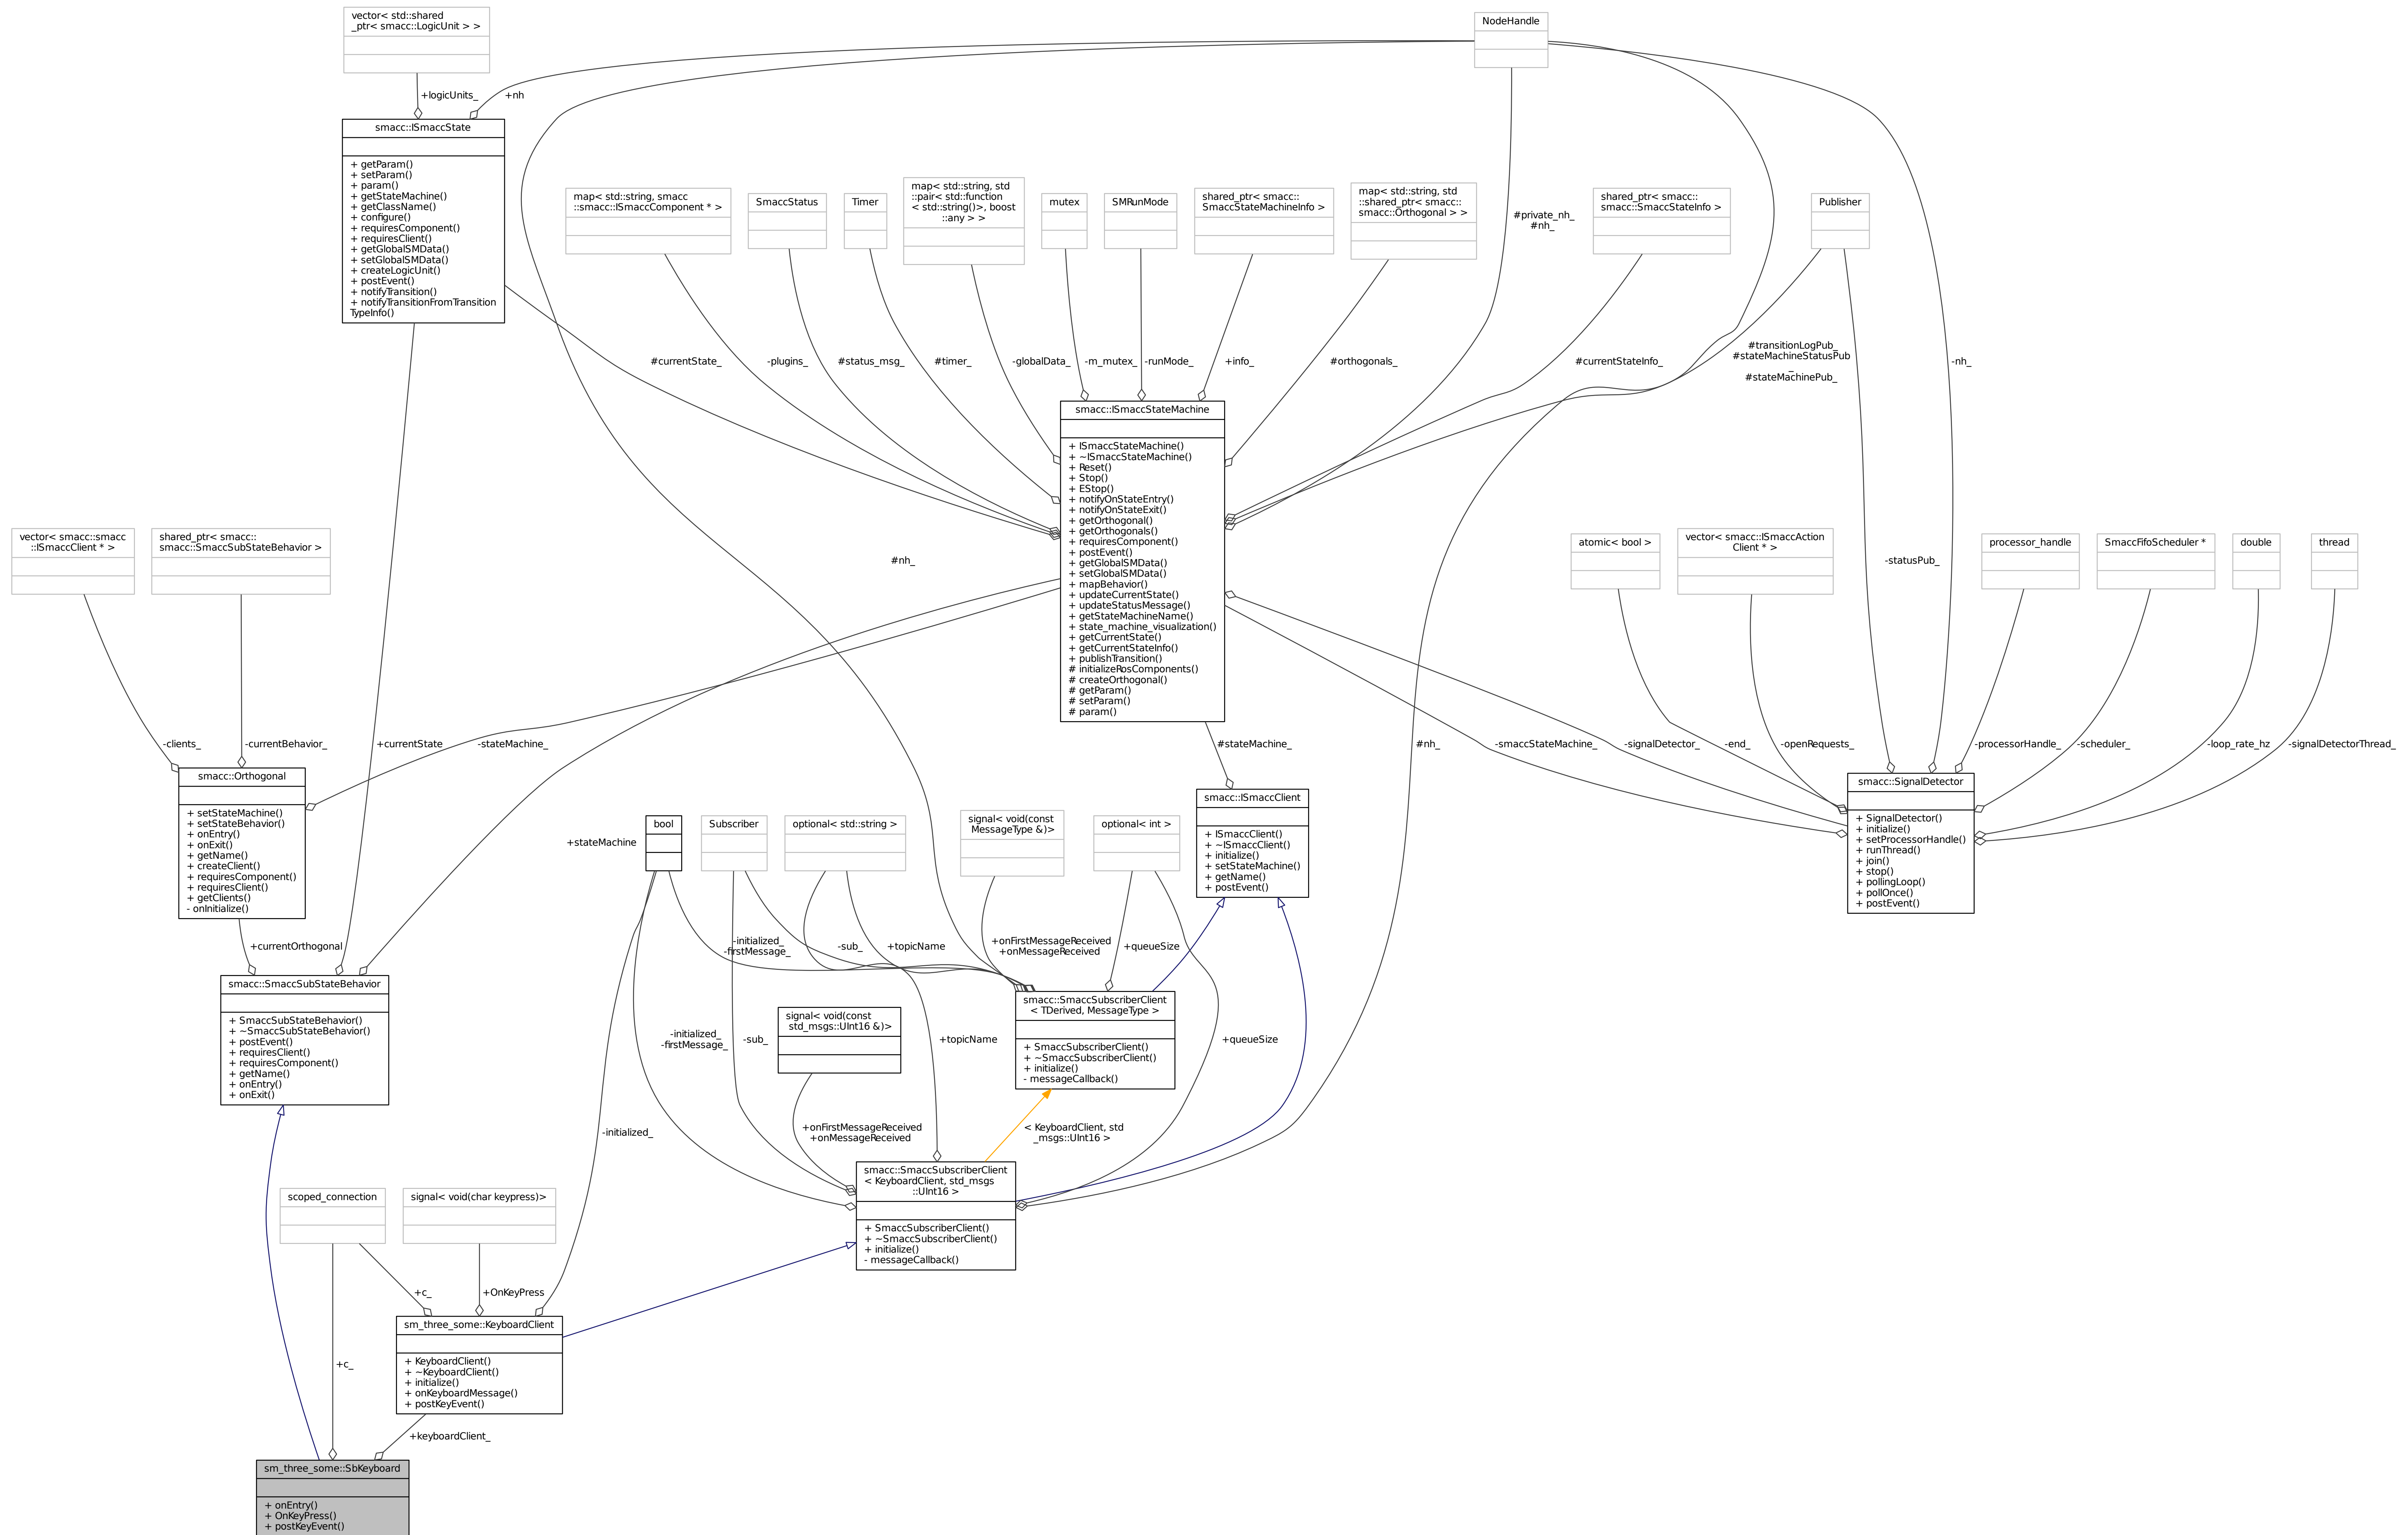 vector< std::shared
_ptr< smacc::LogicUnit > >
NodeHandle
+logicUnits_
+nh
smacc::ISmaccState
+ getParam()
+ setParam()
+ param()
+ getStateMachine()
+ getClassName()
+ configure()
+ requiresComponent()
+ requiresClient()
+ getGlobalSMData()
+ setGlobalSMData()
+ createLogicUnit()
+ postEvent()
+ notifyTransition()
+ notifyTransitionFromTransition
TypeInfo()
map< std::string, smacc
::smacc::ISmaccComponent * >
SmaccStatus
Timer
map< std::string, std
::pair< std::function
< std::string()>, boost
::any > >
mutex
SMRunMode
shared_ptr< smacc::
SmaccStateMachineInfo >
map< std::string, std
::shared_ptr< smacc::
smacc::Orthogonal > >
#private_nh_
#nh_
shared_ptr< smacc::
smacc::SmaccStateInfo >
Publisher
#currentState_
-plugins_
#status_msg_
#timer_
-globalData_
-m_mutex_
-runMode_
+info_
#orthogonals_
#currentStateInfo_
#transitionLogPub_
#stateMachineStatusPub
_
#stateMachinePub_
-nh_
smacc::ISmaccStateMachine
+ ISmaccStateMachine()
+ ~ISmaccStateMachine()
+ Reset()
+ Stop()
+ EStop()
+ notifyOnStateEntry()
+ notifyOnStateExit()
+ getOrthogonal()
+ getOrthogonals()
+ requiresComponent()
+ postEvent()
+ getGlobalSMData()
+ setGlobalSMData()
+ mapBehavior()
+ updateCurrentState()
+ updateStatusMessage()
+ getStateMachineName()
+ state_machine_visualization()
+ getCurrentState()
+ getCurrentStateInfo()
+ publishTransition()
# initializeRosComponents()
# createOrthogonal()
# getParam()
# setParam()
# param()
vector< smacc::smacc
::ISmaccClient * >
shared_ptr< smacc::
smacc::SmaccSubStateBehavior >
#nh_
atomic< bool >
vector< smacc::ISmaccAction
Client * >
-statusPub_
processor_handle
SmaccFifoScheduler *
double
thread
-clients_
-currentBehavior_
+currentState
-stateMachine_
#stateMachine_
#nh_
-smaccStateMachine_
-signalDetector_
-end_
-openRequests_
-processorHandle_
-scheduler_
-loop_rate_hz
-signalDetectorThread_
smacc::Orthogonal
+ setStateMachine()
+ setStateBehavior()
+ onEntry()
+ onExit()
+ getName()
+ createClient()
+ requiresComponent()
+ requiresClient()
+ getClients()
- onInitialize()
smacc::SignalDetector
+ SignalDetector()
+ initialize()
+ setProcessorHandle()
+ runThread()
+ join()
+ stop()
+ pollingLoop()
+ pollOnce()
+ postEvent()
smacc::ISmaccClient
+ ISmaccClient()
+ ~ISmaccClient()
+ initialize()
+ setStateMachine()
+ getName()
+ postEvent()
+stateMachine
bool
Subscriber
optional< std::string >
signal< void(const
MessageType &)>
optional< int >
+currentOrthogonal
-initialized_
-firstMessage_
-sub_
+topicName
+onFirstMessageReceived
+onMessageReceived
+queueSize
smacc::SmaccSubStateBehavior
+ SmaccSubStateBehavior()
+ ~SmaccSubStateBehavior()
+ postEvent()
+ requiresClient()
+ requiresComponent()
+ getName()
+ onEntry()
+ onExit()
smacc::SmaccSubscriberClient
< TDerived, MessageType >
+ SmaccSubscriberClient()
+ ~SmaccSubscriberClient()
+ initialize()
- messageCallback()
signal< void(const
std_msgs::UInt16 &)>
-initialized_
-firstMessage_
-sub_
+topicName
+queueSize
-initialized_
+onFirstMessageReceived
+onMessageReceived
< KeyboardClient, std
_msgs::UInt16 >
smacc::SmaccSubscriberClient
< KeyboardClient, std_msgs
::UInt16 >
+ SmaccSubscriberClient()
+ ~SmaccSubscriberClient()
+ initialize()
- messageCallback()
scoped_connection
signal< void(char keypress)>
+c_
+OnKeyPress
sm_three_some::KeyboardClient
+ KeyboardClient()
+ ~KeyboardClient()
+ initialize()
+ onKeyboardMessage()
+ postKeyEvent()
+c_
+keyboardClient_
sm_three_some::SbKeyboard
+ onEntry()
+ OnKeyPress()
+ postKeyEvent()